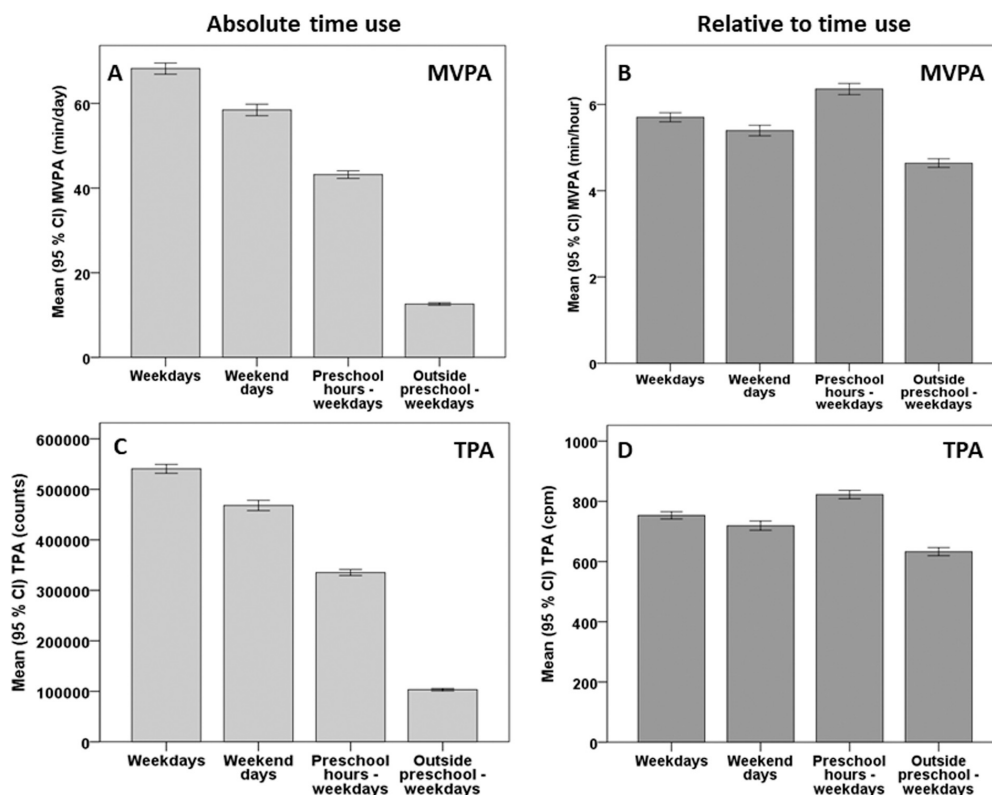 Absolute time use
Relative to time use
A
MVPA
Mean (95 % CI) MVPA (min/day)
60
40
20
0
Weekdays
Weekend
days
Preschool
hours -
weekdays
Outside
preschool -
weekdays
B
MVPA
Mean (95 % CI) MVPA (min/hour)
6
4
2
0
Weekdays
Weekend
days
Preschool
hours -
weekdays
Outside
preschool -
weekdays
C
TPA
Mean (95 % CI) TPA (counts)
600000
500000
400000
300000
200000
100000
0
Weekdays
Weekend
days
Preschool
hours -
weekdays
Outside
preschool -
weekdays
D
TPA
Mean (95 % CI) TPA (cpm)
1000
800
600
400
200
0
Weekdays
Weekend
days
Preschool
hours -
weekdays
Outside
preschool -
weekdays